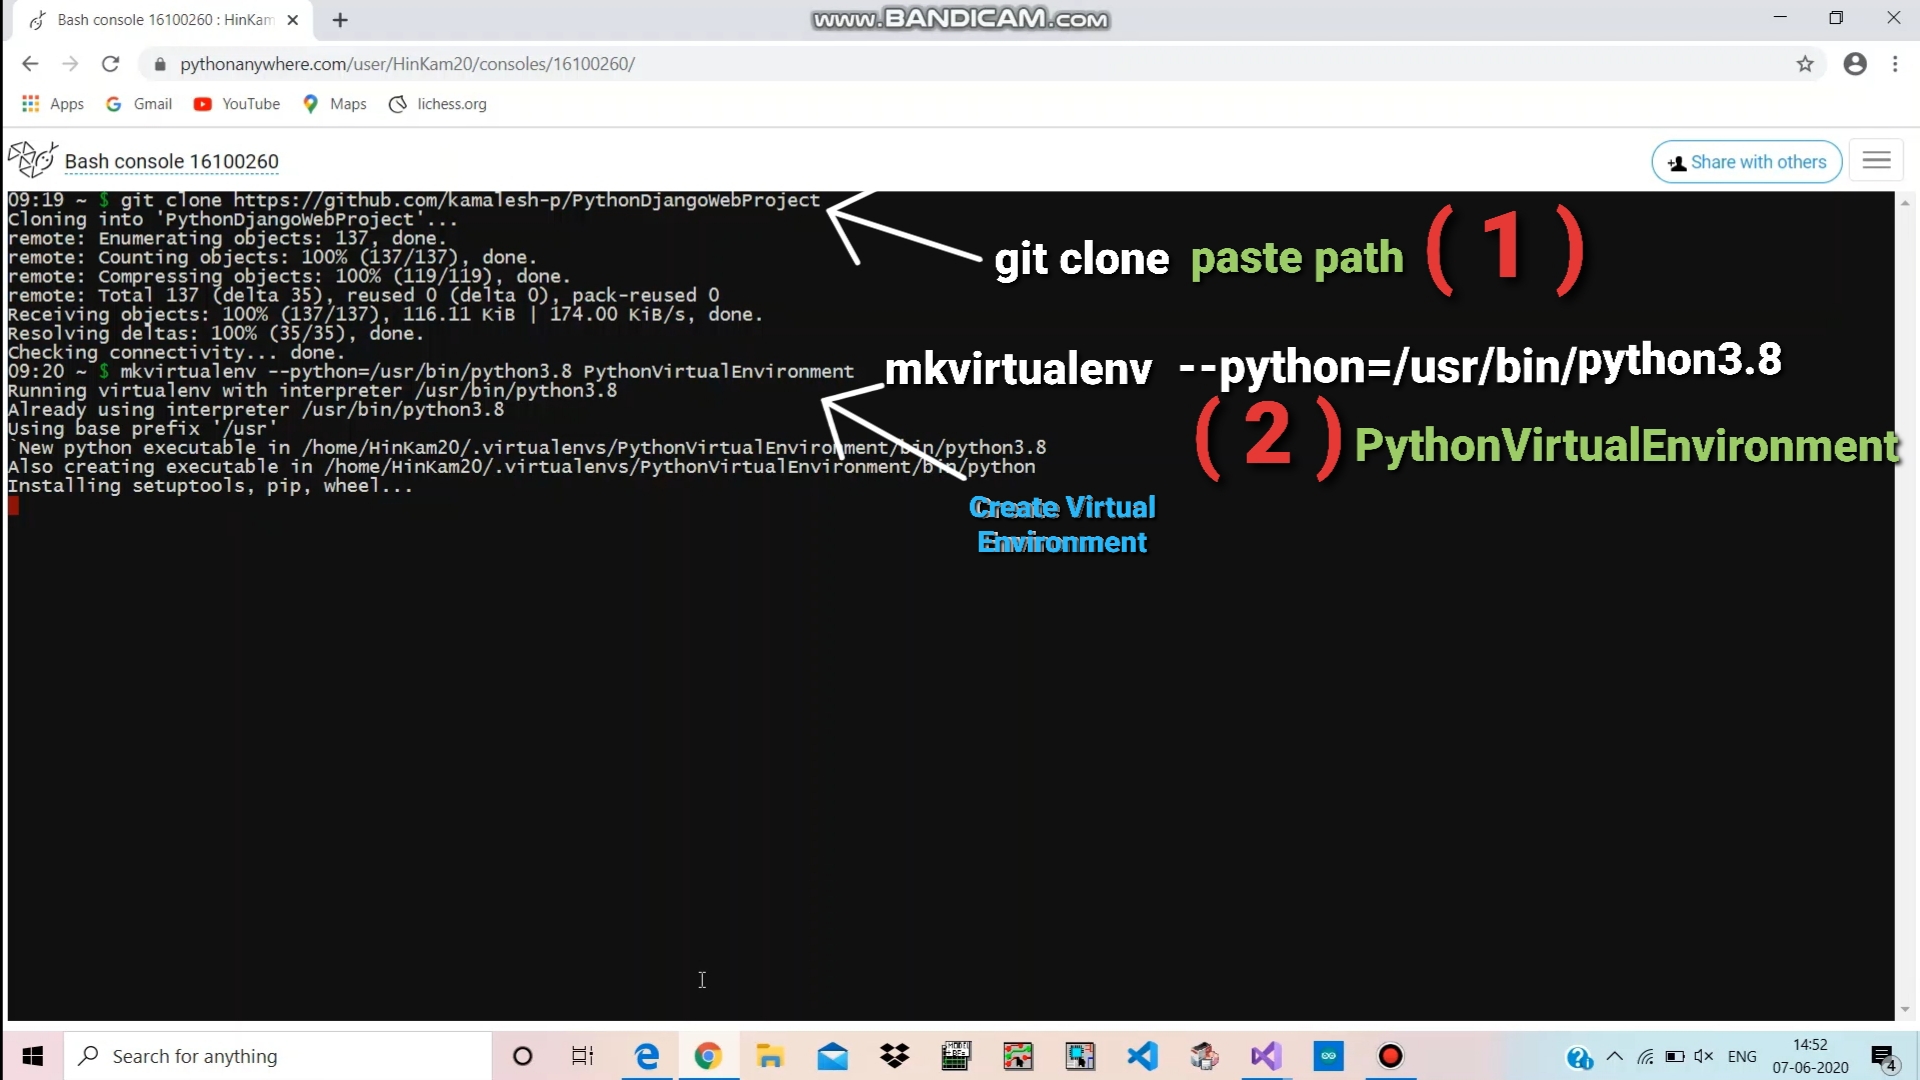 Bash console 16100260 : HinKam
www.BANDICAM.com
pythonanywhere.com/user/HinKam20/consoles/16100260/
Apps Gmail YouTube Maps lichess.org
Bash console 16100260
Share with others
09:19 ~ $ git clone https://github.com/kamalesh-p/PythonDjangoWebProject
Cloning into 'PythonDjangoWebProject'...
remote: Enumerating objects: 137, done.
remote: Counting objects: 100% (137/137), done.
remote: Compressing objects: 100% (119/119), done.
remote: Total 137 (delta 35), reused 0 (delta 0), pack-reused 0
Receiving objects: 100% (137/137), 116.11 KiB | 174.00 KiB/s, done.
Resolving deltas: 100% (35/35), done.
Checking connectivity... done.
09:20 ~ $ mkvirtualenv --python=/usr/bin/python3.8 PythonVirtualEnvironment
Running virtualenv with interpreter /usr/bin/python3.8
Already using interpreter /usr/bin/python3.8
Using base prefix '/usr'
`New python executable in /home/HinKam20/.virtualenvs/PythonVirtualEnvironment/bin/python3.8
Also creating executable in /home/HinKam20/.virtualenvs/PythonVirtualEnvironment/bin/python
Installing setuptools, pip, wheel...
git clone paste path ( 1 )
mkvirtualenv --python=/usr/bin/python3.8
( 2 ) PythonVirtualEnvironment
Create Virtual
Environment
Search for anything
ENG
14:52
07-06-2020
4